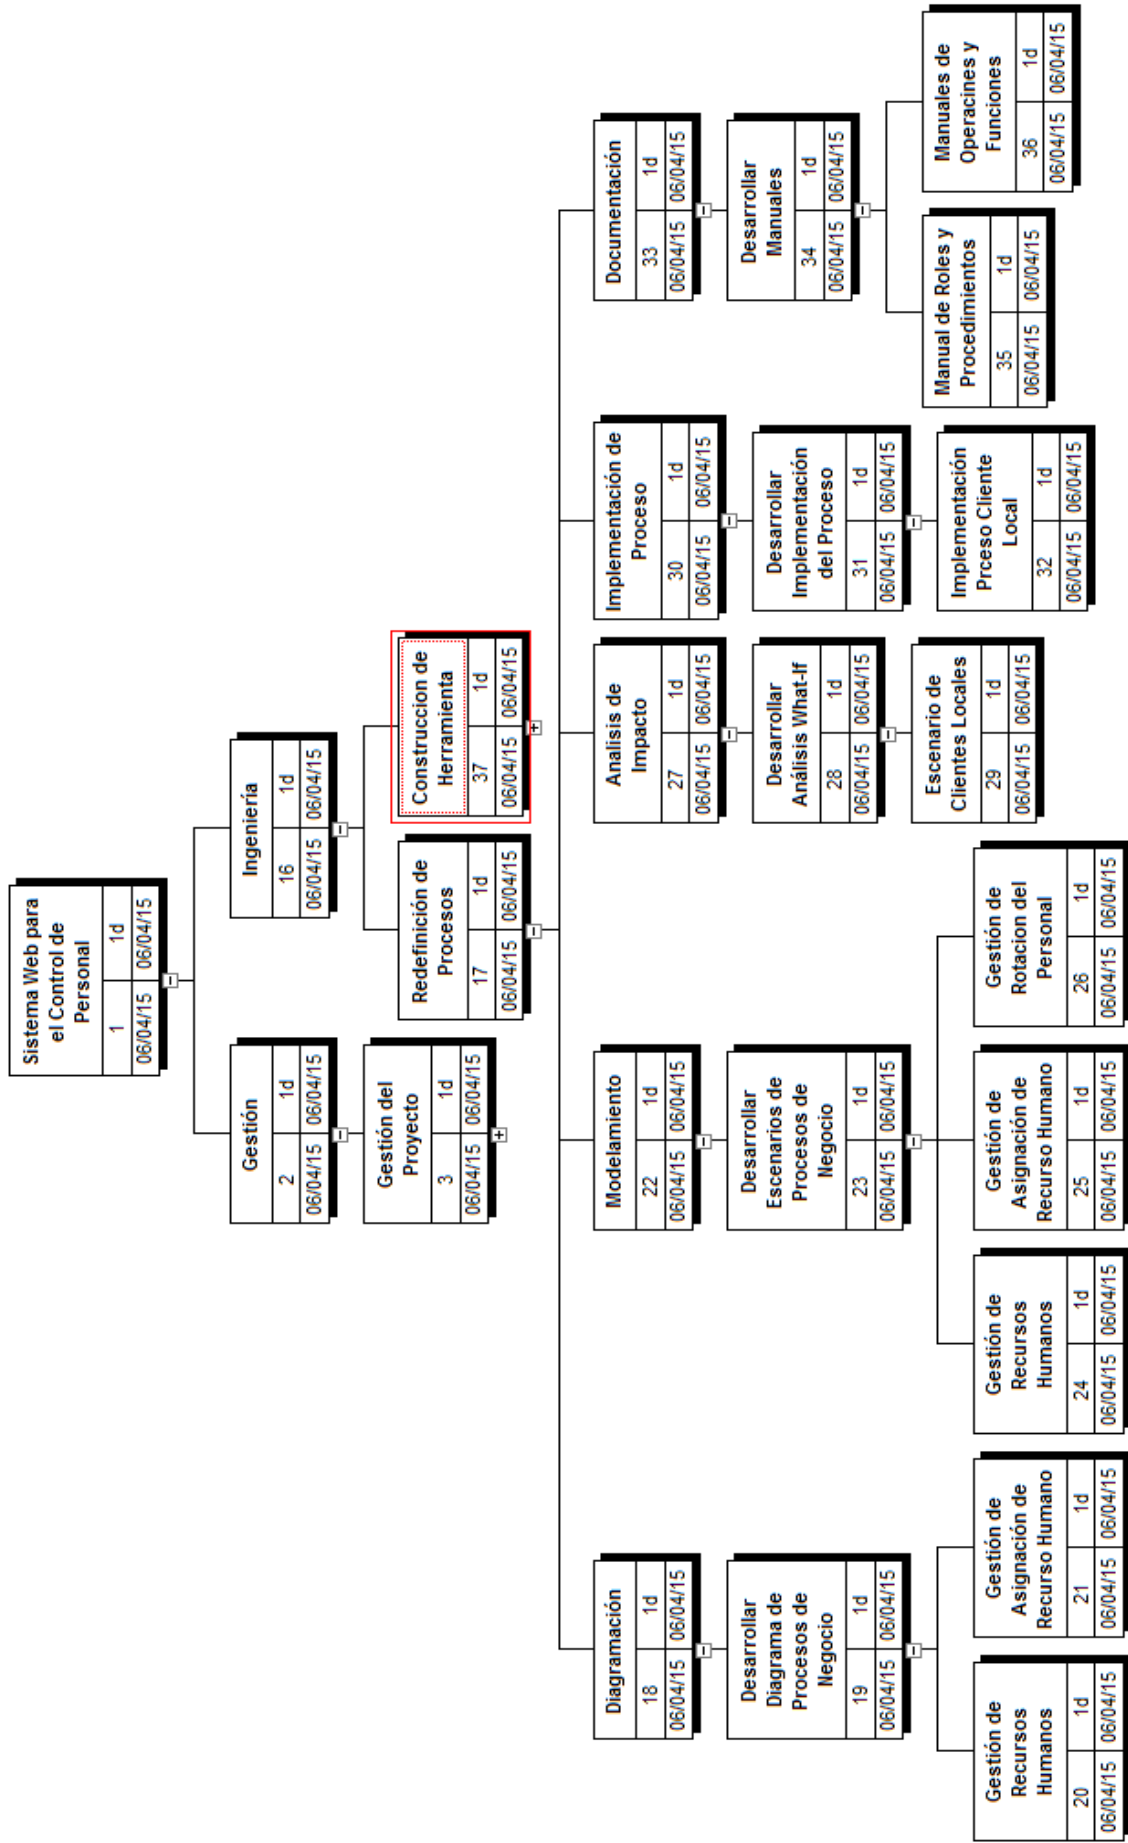 Sistema Web para
el Control de
Personal
1 1d
06/04/15 06/04/15
Gestión
2 1d
06/04/15 06/04/15
Ingeniería
16 1d
06/04/15 06/04/15
Gestión del
Proyecto
3 1d
06/04/15 06/04/15
Redefinición de
Procesos
17 1d
06/04/15 06/04/15
Construccion de
Herramienta
37 1d
06/04/15 06/04/15
Diagramación
18 1d
06/04/15 06/04/15
Modelamiento
22 1d
06/04/15 06/04/15
Analisis de
Impacto
27 1d
06/04/15 06/04/15
Implementación de
Proceso
30 1d
06/04/15 06/04/15
Documentación
33 1d
06/04/15 06/04/15
Desarrollar
Diagrama de
Procesos de
Negocio
19 1d
06/04/15 06/04/15
Desarrollar
Escenarios de
Procesos de
Negocio
23 1d
06/04/15 06/04/15
Desarrollar
Análisis What-If
28 1d
06/04/15 06/04/15
Desarrollar
Implementación
del Proceso
31 1d
06/04/15 06/04/15
Desarrollar
Manuales
34 1d
06/04/15 06/04/15
Gestión de
Recursos
Humanos
20 1d
06/04/15 06/04/15
Gestión de
Asignación de
Recurso Humano
21 1d
06/04/15 06/04/15
Gestión de
Recursos
Humanos
24 1d
06/04/15 06/04/15
Gestión de
Asignación de
Recurso Humano
25 1d
06/04/15 06/04/15
Gestión de
Rotacion del
Personal
26 1d
06/04/15 06/04/15
Escenario de
Clientes Locales
29 1d
06/04/15 06/04/15
Implementación
Prceso Cliente
Local
32 1d
06/04/15 06/04/15
Manual de Roles y
Procedimientos
35 1d
06/04/15 06/04/15
Manuales de
Operacines y
Funciones
36 1d
06/04/15 06/04/15